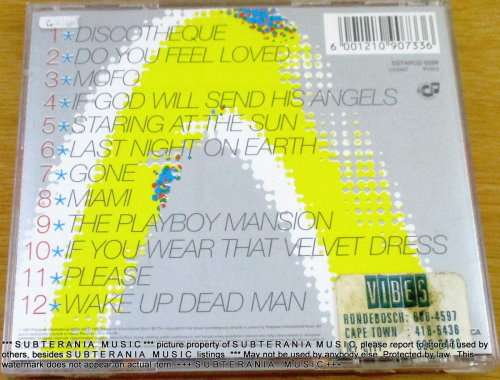 1*DISCOTHEQUE
2*DO YOU FEEL LOVED
3*MOFO
4*IF GOD WILL SEND HIS ANGELS
5*STARING AT THE SUN
6*LAST NIGHT ON EARTH
7*GONE
8*MIAMI
9*THE PLAYBOY MANSION
10*IF YOU WEAR THAT VELVET DRESS
11*PLEASE
12*WAKE UP DEAD MAN
6 001210 907336
VIBES
RONDEBOSCH:
CAPE TOWN : 418-5436
*** S U B T E R A N I A M U S I C *** picture property of S U B T E R A N I A M U S I C, please report to store if used by
others, besides S U B T E R A N I A M U S I C listings. *** May not be used by anybody else. Protected by law. This
watermark does not appear on actual item! +++ S U B T E R A N I A M U S I C +++